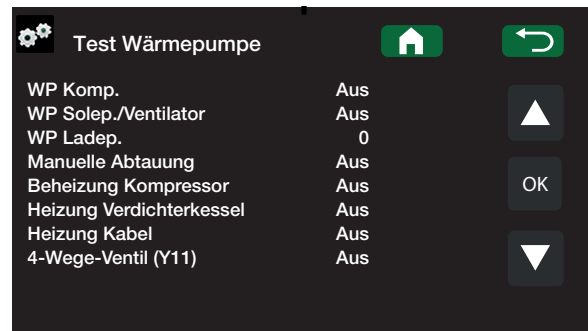 Test Wärmepumpe
WP Komp. Aus
WP Solep./Ventilator Aus
WP Ladep. 0
Manuelle Abtauung Aus
Beheizung Kompressor Aus
Heizung Verdichterkessel Aus
Heizung Kabel Aus
4-Wege-Ventil (Y11) Aus
OK